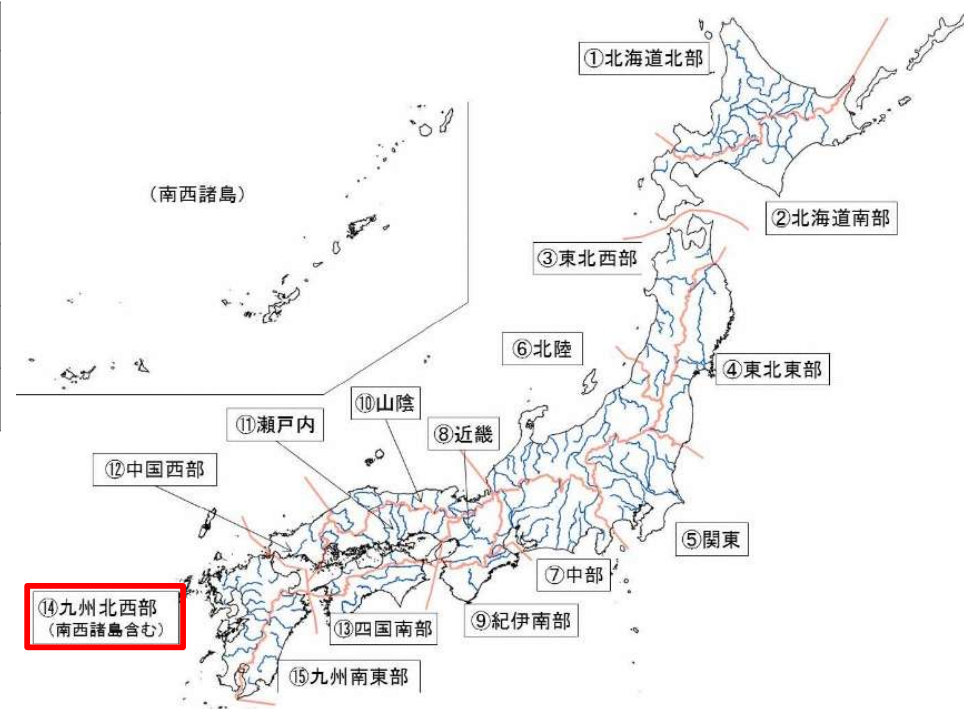 ①北海道北部
(南西諸島)
②北海道南部
③東北西部
⑥北陸
④東北東部
⑩山陰
⑪瀬戸内
⑧近畿
⑫中国西部
⑤関東
⑦中部
⑭九州北西部
(南西諸島含む)
⑬四国南部
⑨紀伊南部
⑮九州南東部